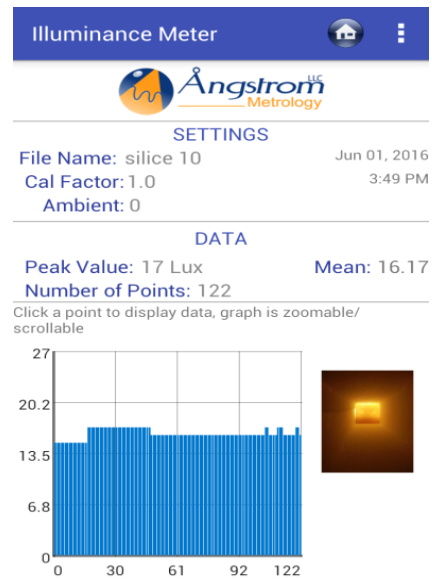 Illuminance Meter
Ångstrom LLC
Metrology
SETTINGS
File Name: silice 10
Jun 01, 2016
Cal Factor: 1.0
3:49 PM
Ambient: 0
DATA
Peak Value: 17 Lux
Mean: 16.17
Number of Points: 122
Click a point to display data, graph is zoomable/
scrollable
27
20.2
13.5
6.8
0
0 30 61 92 122